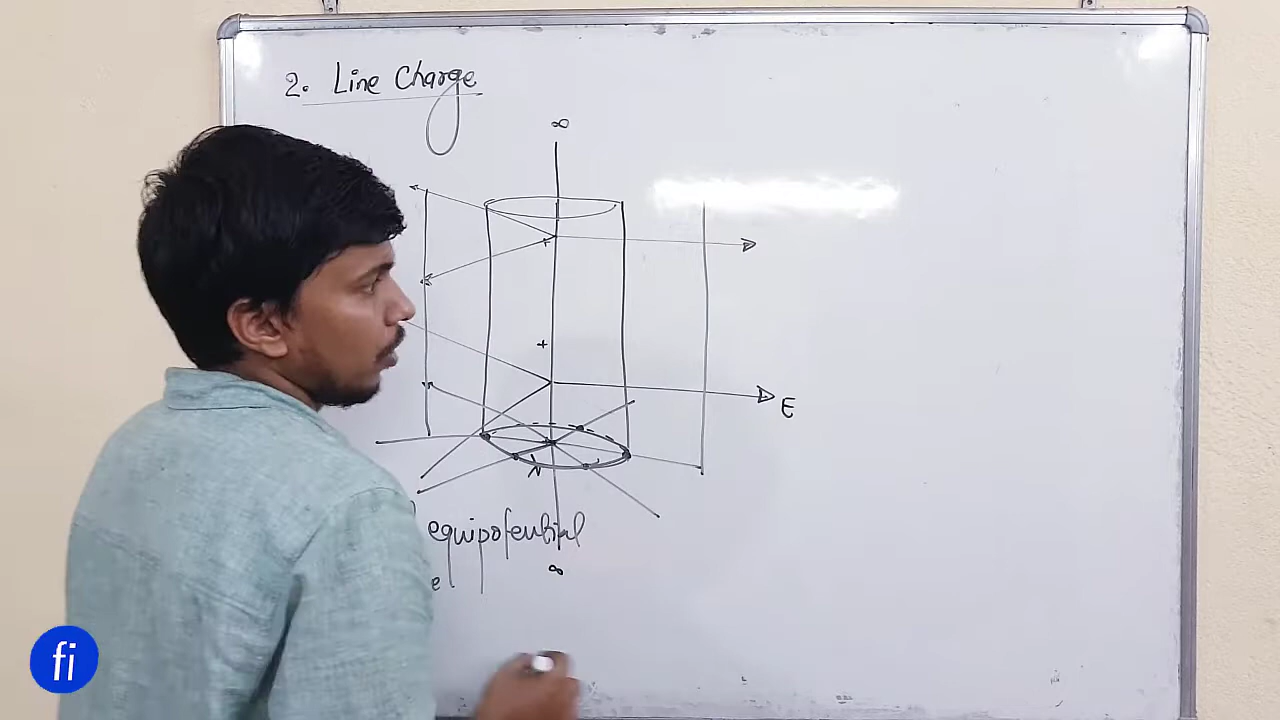 2. Line Charge
∞
+
+
E
λ
equipotential
e
∞
fi